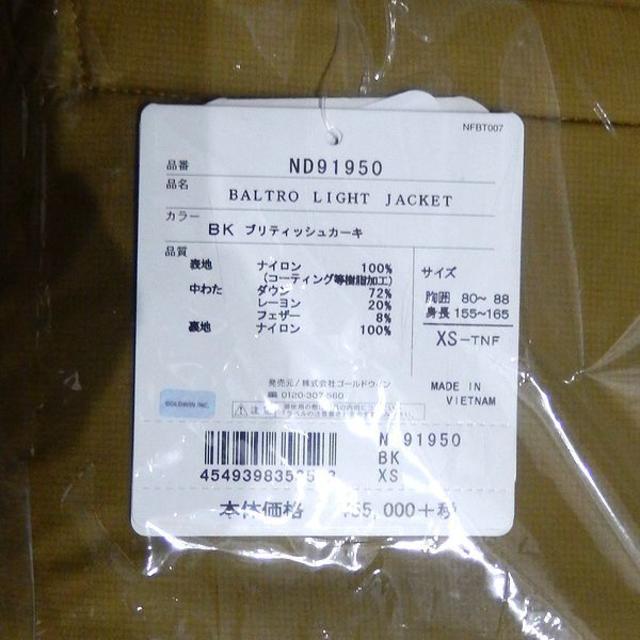 NFBT007
品番 ND91950
品名
BALTRO LIGHT JACKET
カラー
BK ブリティッシュカーキ
品質
表地 ナイロン 100%
(コーティング等樹脂加工)
中わた ダウン 72%
レーヨン 20%
フェザー 8%
裏地 ナイロン 100%
サイズ
胸囲 80~ 88
身長 155~165
XS-TNF
発売元/株式会社ゴールドウイン
☎ 0120-307-560
GOLDWIN INC.
MADE IN
VIETNAM
91950
BK
XS
本体価格 000+税